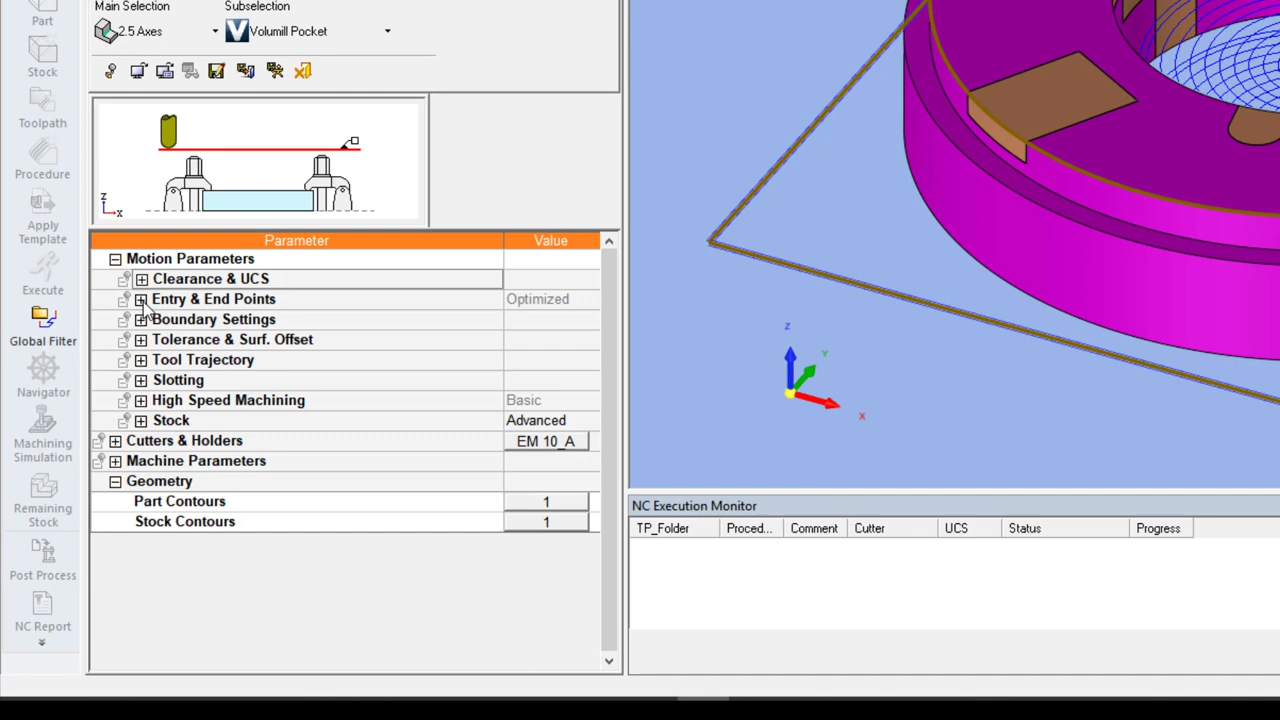 Part
Stock
Toolpath
Procedure
Apply
Template
Execute
Global Filter
Navigator
Machining
Simulation
Remaining
Stock
Post Process
NC Report
Main Selection
Subselection
2.5 Axes
Volumill Pocket
z
x
Parameter Value
Motion Parameters
Clearance & UCS
Entry & End Points Optimized
Boundary Settings
Tolerance & Surf. Offset
Tool Trajectory
Slotting
High Speed Machining Basic
Stock Advanced
Cutters & Holders EM 10_A
Machine Parameters
Geometry
Part Contours 1
Stock Contours 1
Z
Y
X
NC Execution Monitor
TP_Folder Proced... Comment Cutter UCS Status Progress